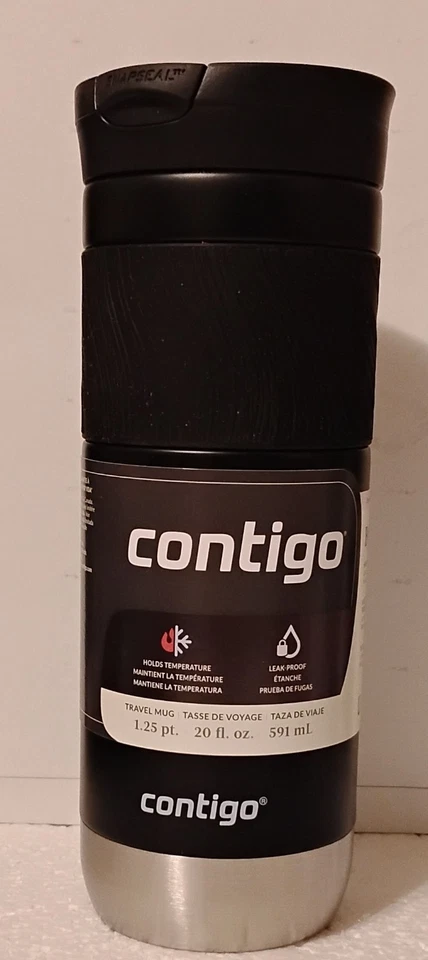 SNAPSEAL™
contigo®
HOLDS TEMPERATURE
MAINTIENT LA TEMPÉRATURE
MANTIENE LA TEMPERATURA
LEAK-PROOF
ÉTANCHE
PRUEBA DE FUGAS
TRAVEL MUG TASSE DE VOYAGE TAZA DE VIAJE
1.25 pt. 20 fl. oz. 591 mL
contigo®